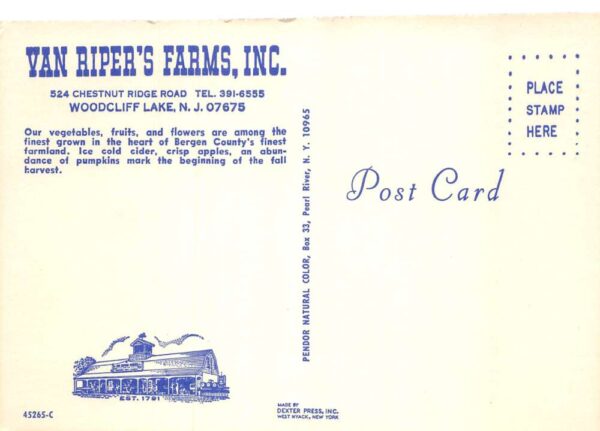 VAN RIPER'S FARMS, INC.
524 CHESTNUT RIDGE ROAD TEL. 391-6555
WOODCLIFF LAKE, N. J. 07675
Our vegetables, fruits, and flowers are among the
finest grown in the heart of Bergen County's finest
farmland. Ice cold cider, crisp apples, an abun-
dance of pumpkins mark the beginning of the fall
harvest.
EST. 1791
45265-C
PENDOR NATURAL COLOR, Box 33, Pearl River, N. Y. 10965
MADE BY
DEXTER PRESS, INC.
WEST NYACK, NEW YORK
Post Card
PLACE
STAMP
HERE